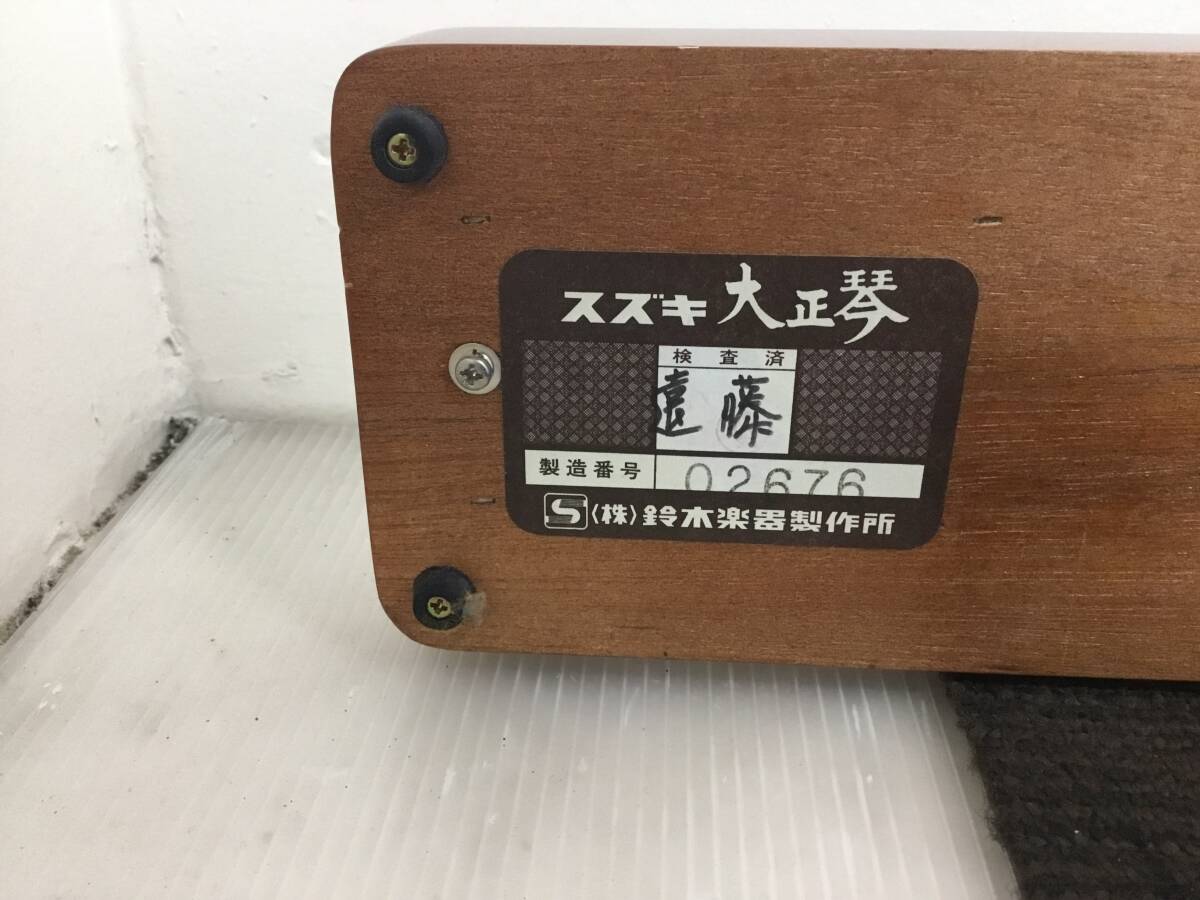 スズキ 大正琴
検査済
遠藤
製造番号 02676
S 〈株〉鈴木楽器製作所